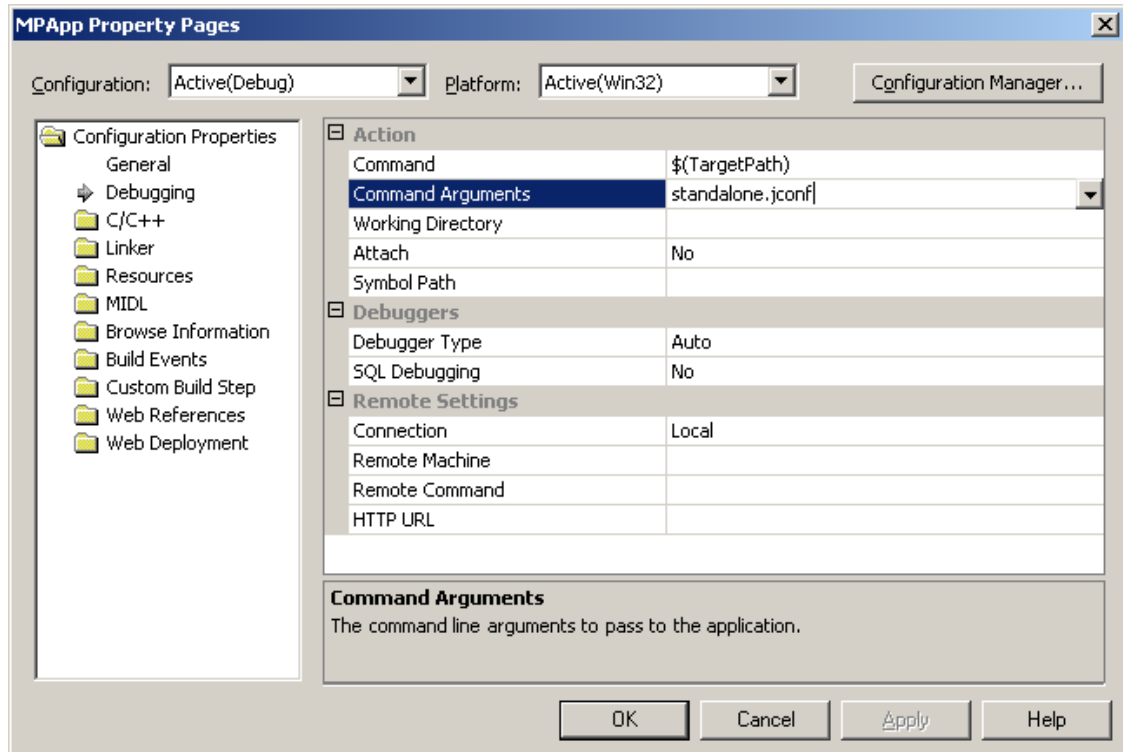 MPApp Property Pages
Configuration: Active(Debug) Platform: Active(Win32) Configuration Manager...
Configuration Properties
General
Debugging
C/C++
Linker
Resources
MIDL
Browse Information
Build Events
Custom Build Step
Web References
Web Deployment
Action
Command $(TargetPath)
Command Arguments standalone.jconf
Working Directory
Attach No
Symbol Path
Debuggers
Debugger Type Auto
SQL Debugging No
Remote Settings
Connection Local
Remote Machine
Remote Command
HTTP URL
Command Arguments
The command line arguments to pass to the application.
OK Cancel Apply Help